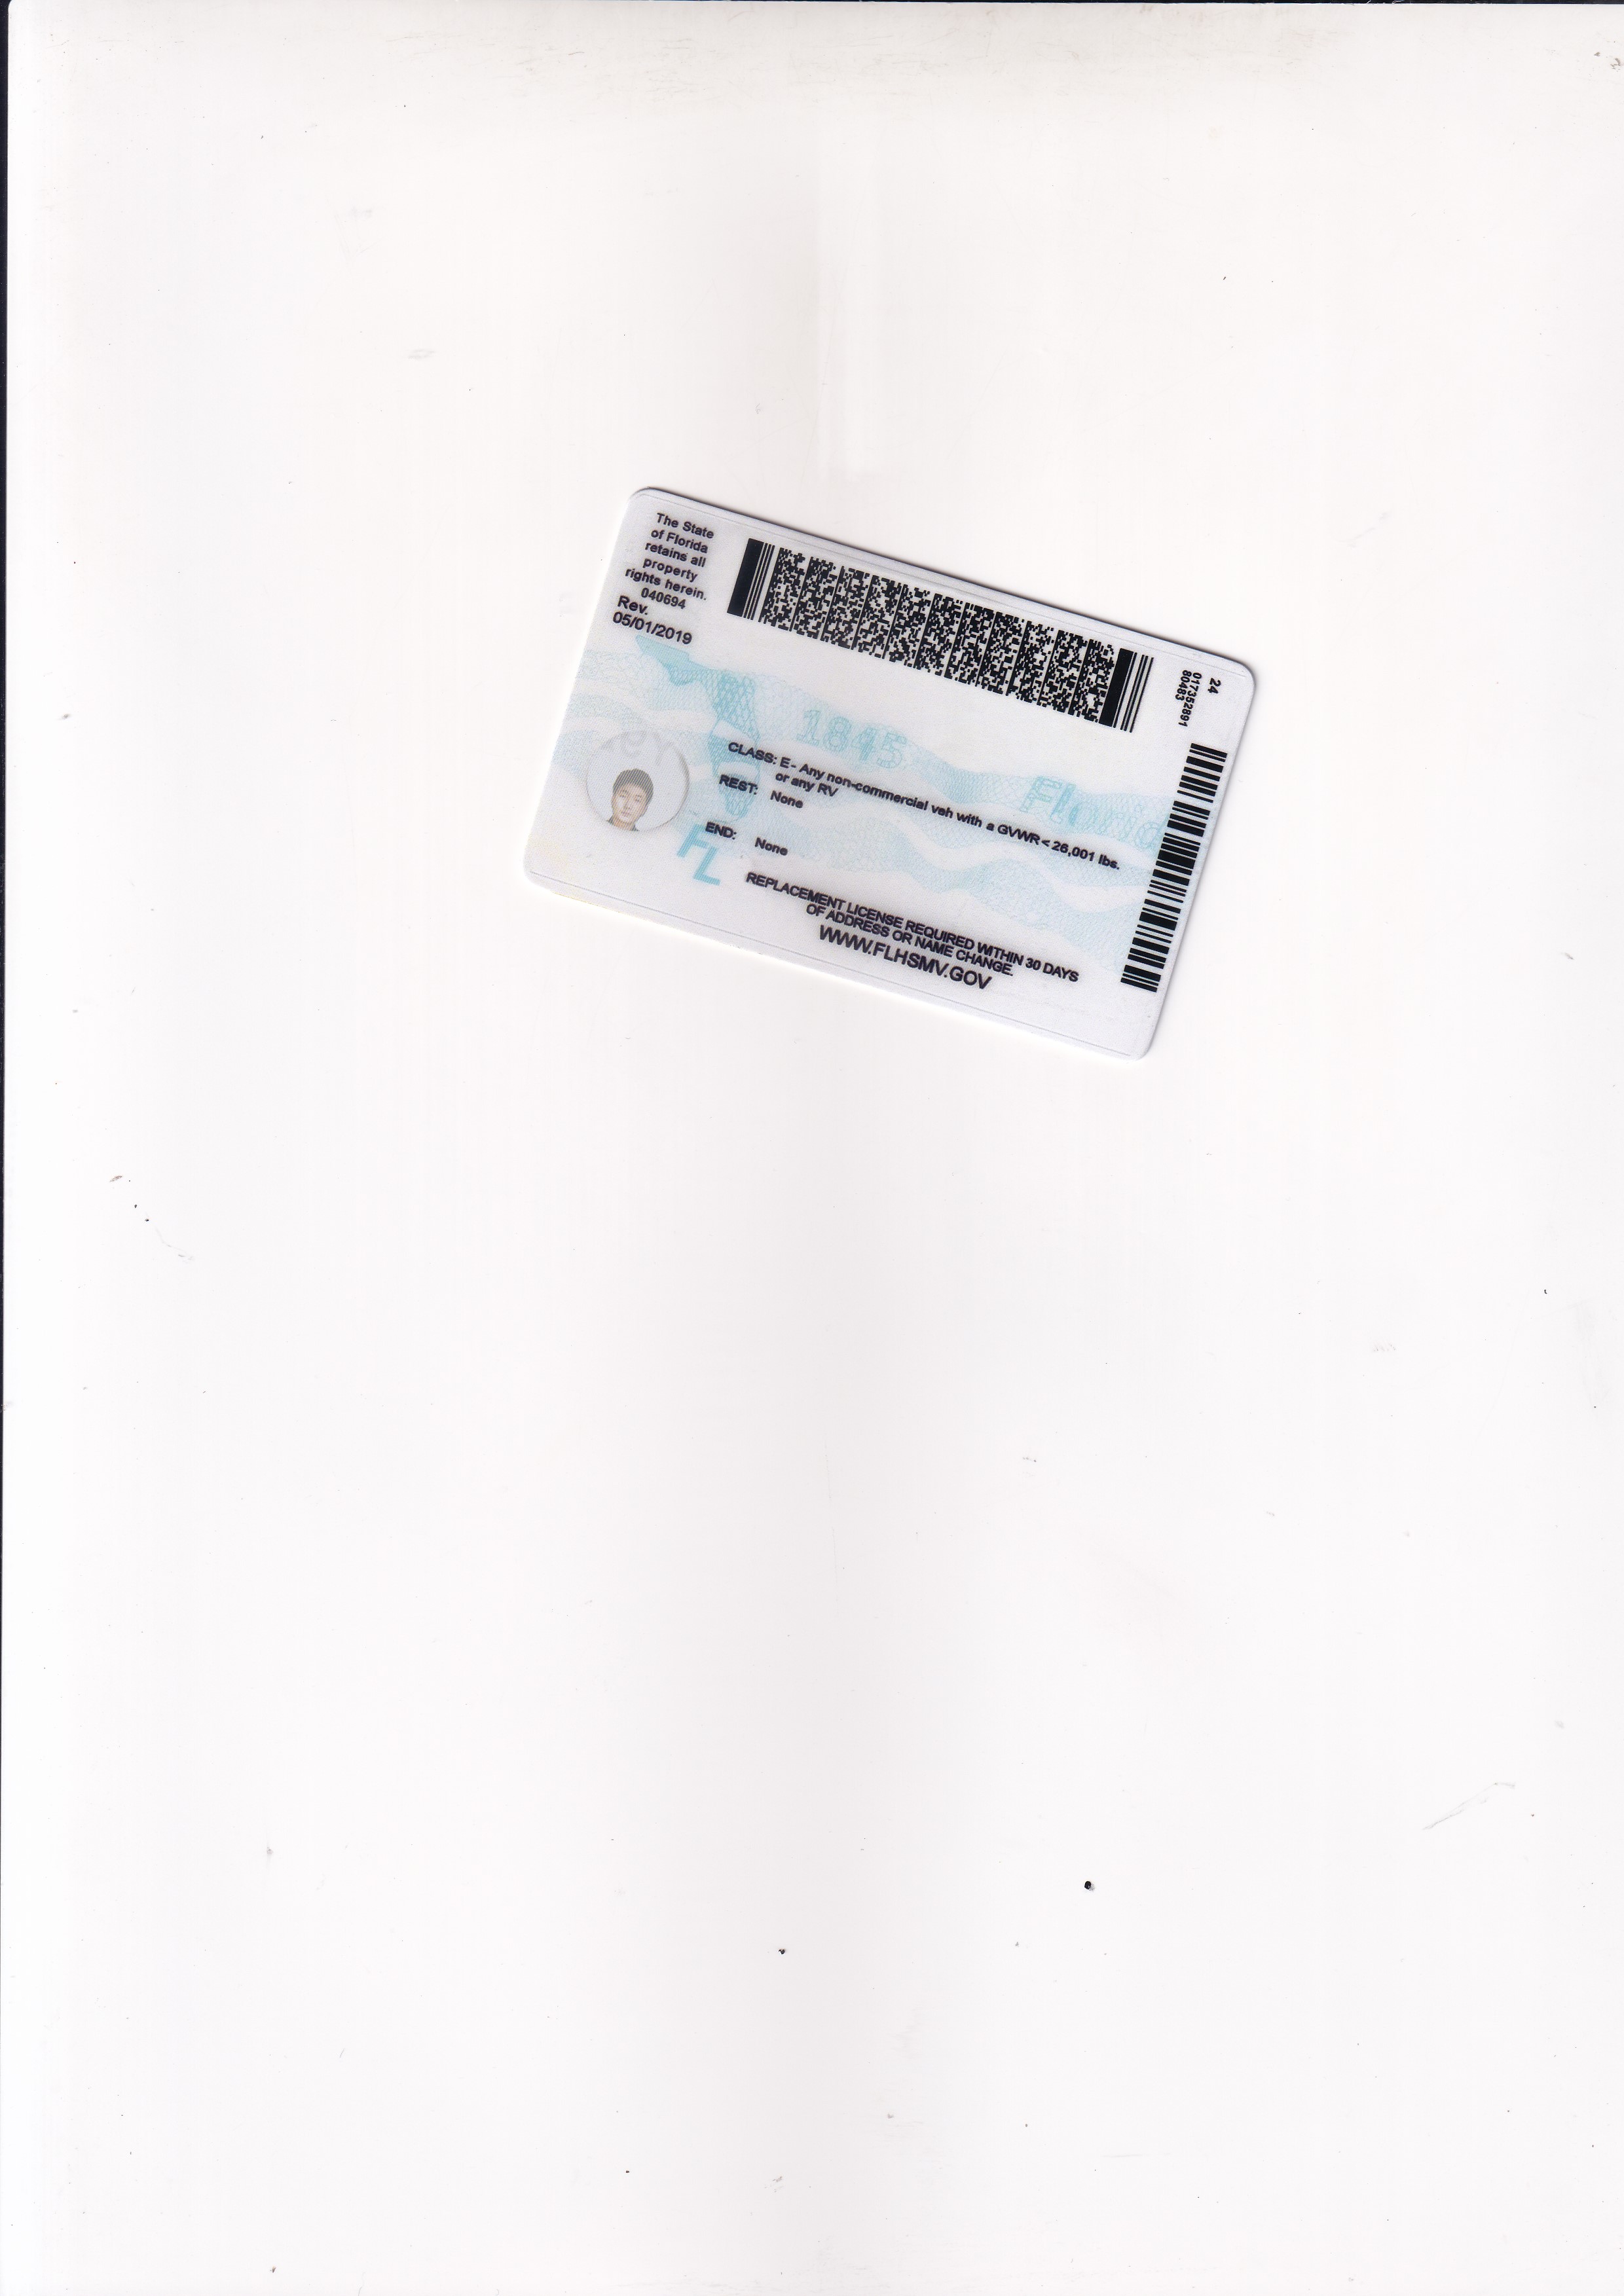 The State
of Florida
retains all
property
rights herein.
040694
Rev.
05/01/2019
24
017352891
80483
1845
Florida
CLASS: E - Any non-commercial veh with a GVWR < 26,001 lbs.
or any RV
REST: None
END: None
FL
REPLACEMENT LICENSE REQUIRED WITHIN 30 DAYS
OF ADDRESS OR NAME CHANGE.
WWW.FLHSMV.GOV